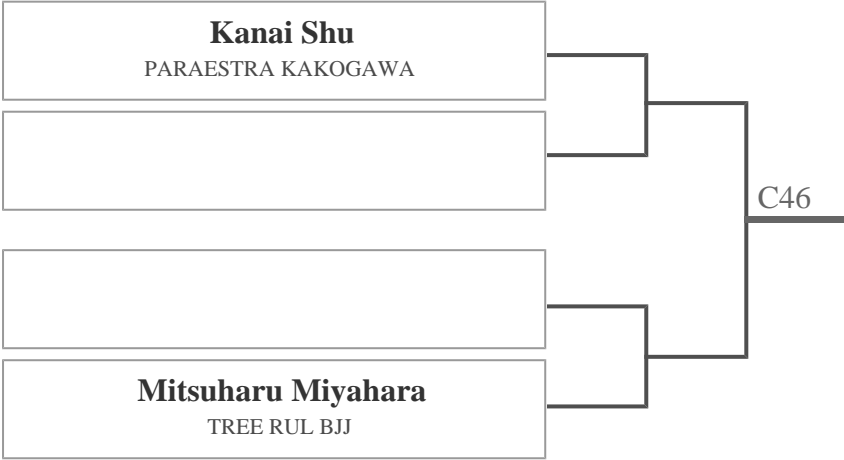 Kanai Shu
PARAESTRA KAKOGAWA
C46
Mitsuharu Miyahara
TREE RUL BJJ